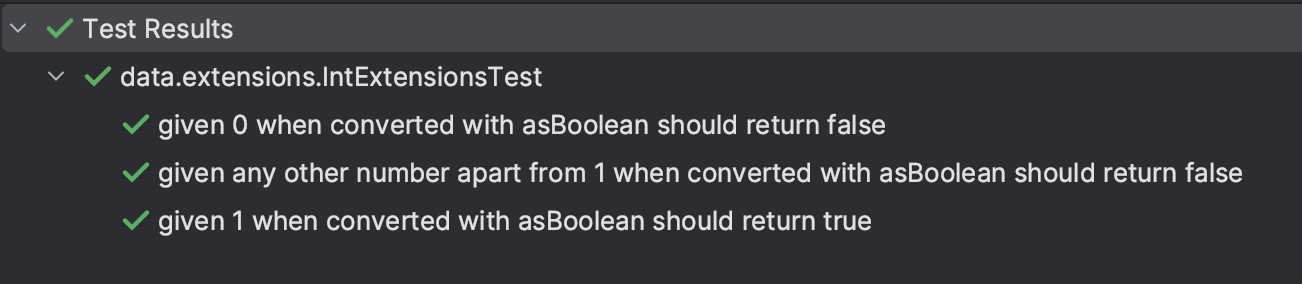 Test Results
data.extensions.IntExtensionsTest
given 0 when converted with asBoolean should return false
given any other number apart from 1 when converted with asBoolean should return false
given 1 when converted with asBoolean should return true